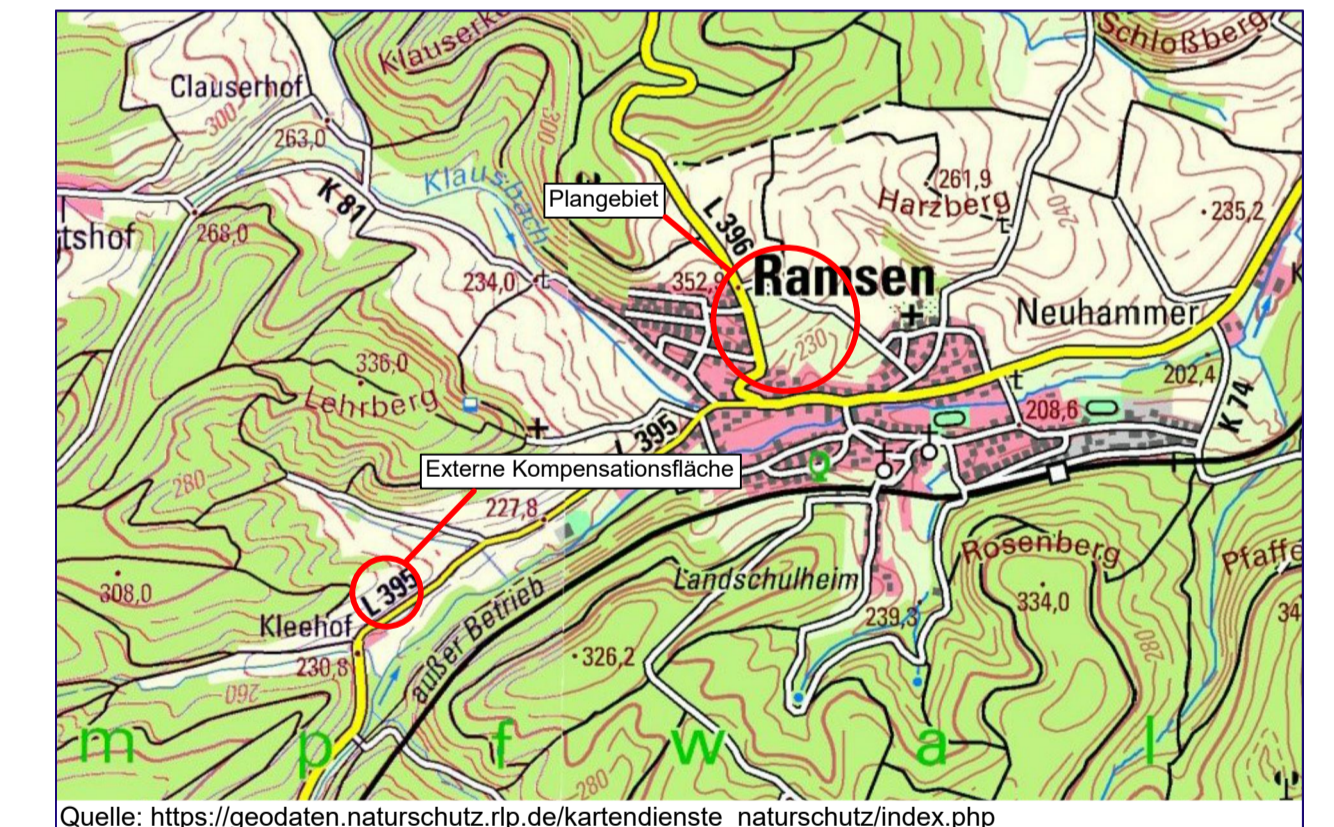 Schloßberg
Clauserhof
300
263,0
300
K 81
Klausbach
Plangebiet
L 396
261,9
Harzberg
240
235,2
tshof
268,0
234,0
352,9
Ramsen
230
Neuhammer
336,0
Lehrberg
202,4
K 74
208,6
L 395
Externe Kompensationsfläche
280
227,8
Q
Rosenberg
Pfaffe
Landschulheim
308,0
L 395
Kleehof
außer Betrieb
239,3
334,0
34
280
230,8
326,2
260
m p f w a l
280
Quelle: https://geodaten.naturschutz.rlp.de/kartendienste_naturschutz/index.php